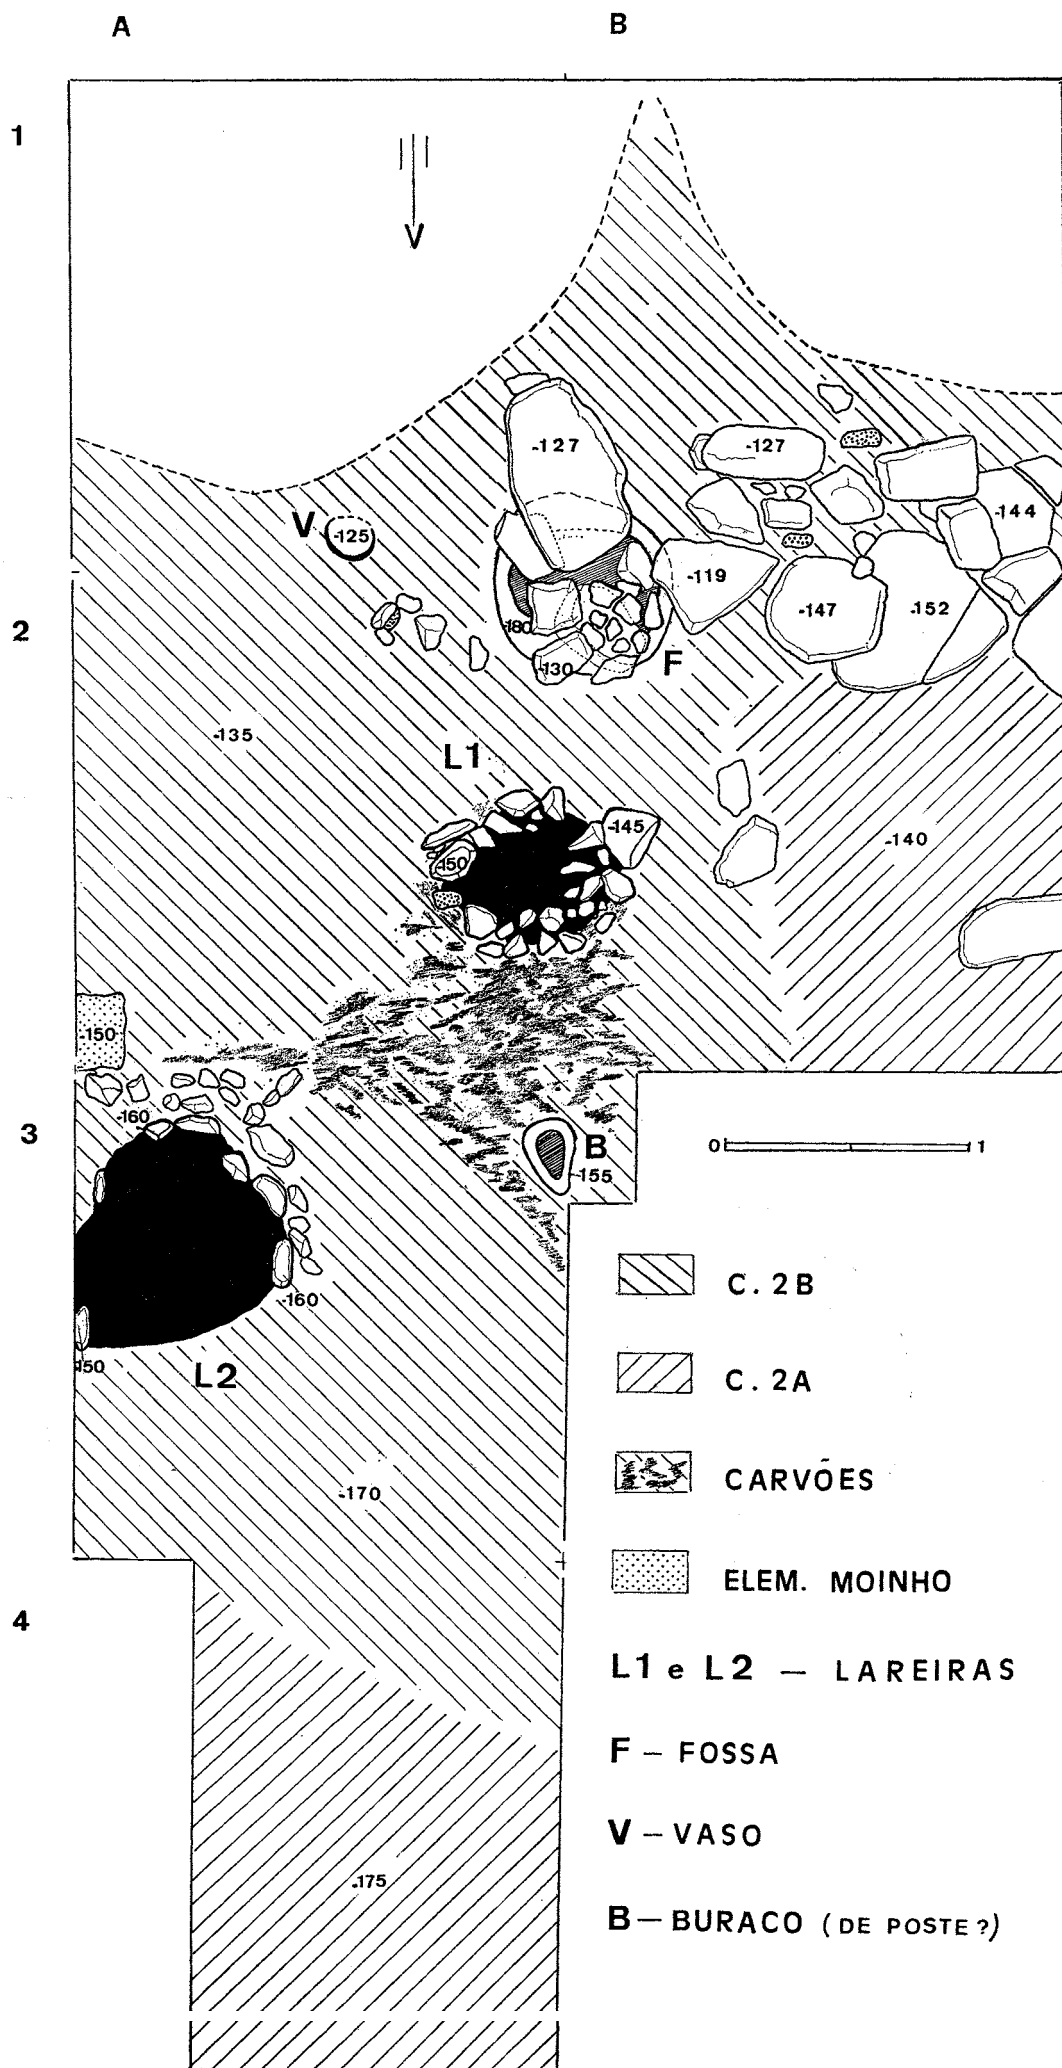 A B
1
-127
-127
-144
V -125
-119
-147
-152
2
-180
-130
F
-135
L1
-145
-150
-140
-150
-160
3
B
-155
0 1
-160
150
L2
C. 2B
C. 2A
CARVÕES
-170
ELEM. MOINHO
4
L1 e L2 — LAREIRAS
F — FOSSA
V — VASO
-175
B — BURACO (DE POSTE?)